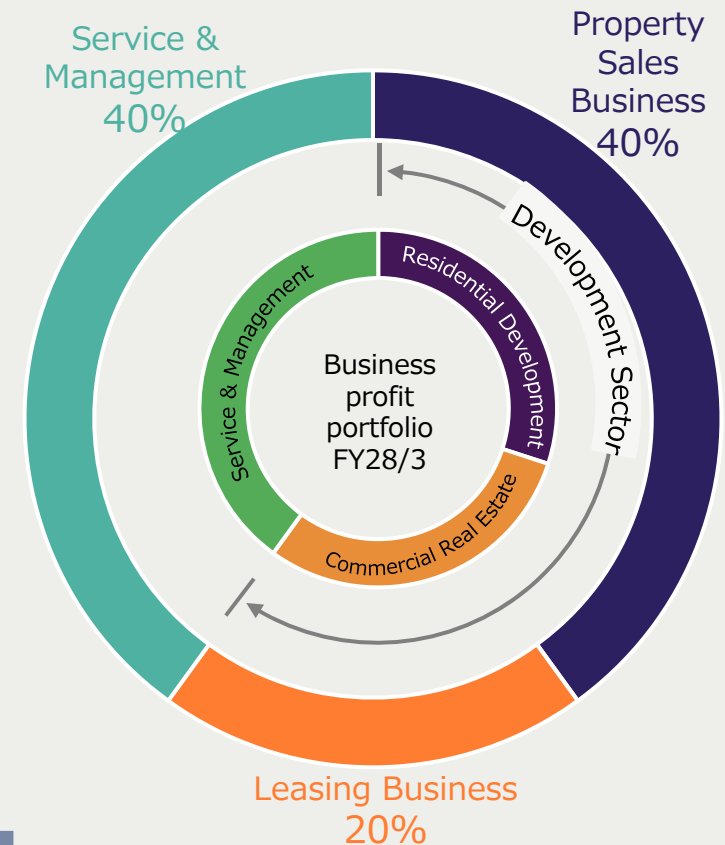 Service &
Management
40%
Property
Sales
Business
40%
Development Sector
Residential Development
Service & Management
Commercial Real Estate
Business
profit
portfolio
FY28/3
Leasing Business
20%